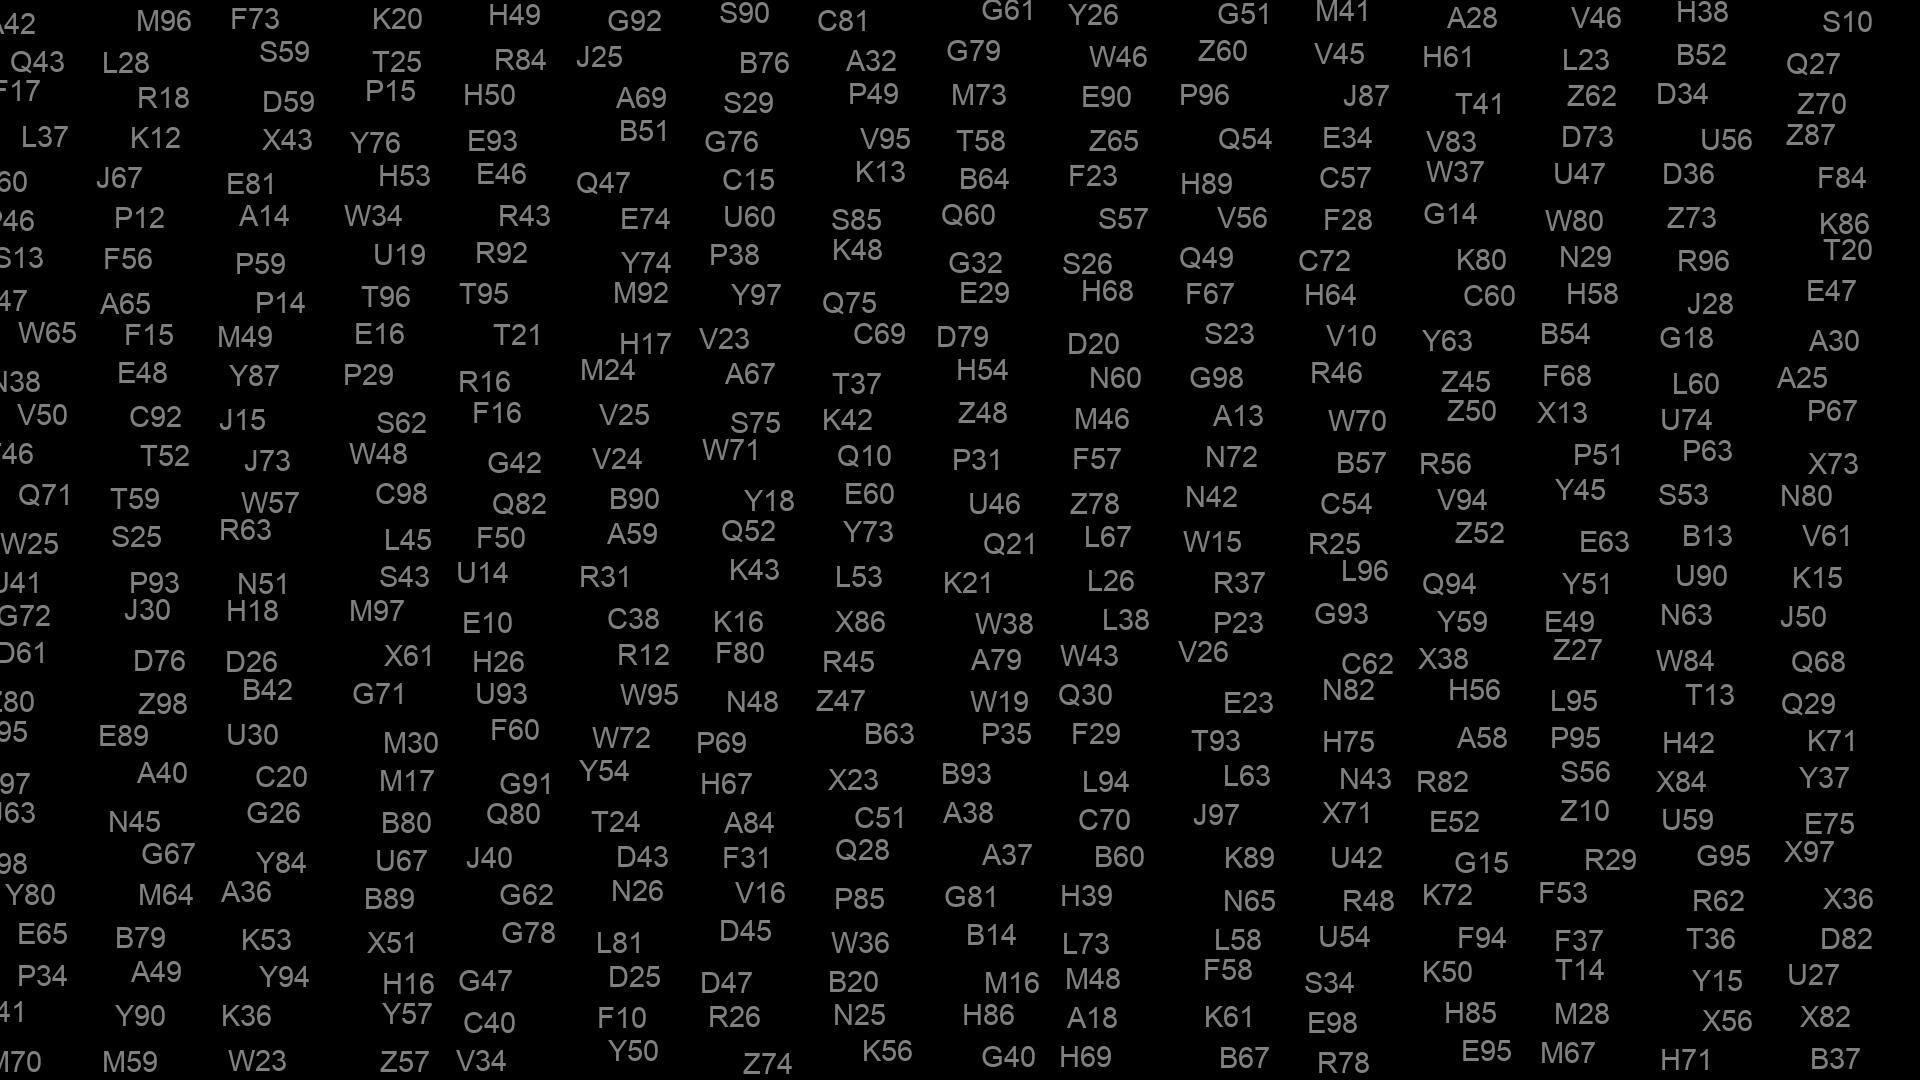 A42 M96 F73 K20 H49 G92 S90 C81 G61 Y26 G51 M41 A28 V46 H38 S10
Q43 L28 S59 T25 R84 J25 B76 A32 G79 W46 Z60 V45 H61 L23 B52 Q27
F17 R18 D59 P15 H50 A69 S29 P49 M73 E90 P96 J87 T41 Z62 D34 Z70
L37 K12 X43 Y76 E93 B51 G76 V95 T58 Z65 Q54 E34 V83 D73 U56 Z87
60 J67 E81 H53 E46 Q47 C15 K13 B64 F23 H89 C57 W37 U47 D36 F84
P46 P12 A14 W34 R43 E74 U60 S85 Q60 S57 V56 F28 G14 W80 Z73 K86
S13 F56 P59 U19 R92 Y74 P38 K48 G32 S26 Q49 C72 K80 N29 R96 T20
47 A65 P14 T96 T95 M92 Y97 Q75 E29 H68 F67 H64 C60 H58 J28 E47
W65 F15 M49 E16 T21 H17 V23 C69 D79 D20 S23 V10 Y63 B54 G18 A30
N38 E48 Y87 P29 R16 M24 A67 T37 H54 N60 G98 R46 Z45 F68 L60 A25
V50 C92 J15 S62 F16 V25 S75 K42 Z48 M46 A13 W70 Z50 X13 U74 P67
46 T52 J73 W48 G42 V24 W71 Q10 P31 F57 N72 B57 R56 P51 P63 X73
Q71 T59 W57 C98 Q82 B90 Y18 E60 U46 Z78 N42 C54 V94 Y45 S53 N80
W25 S25 R63 L45 F50 A59 Q52 Y73 Q21 L67 W15 R25 Z52 E63 B13 V61
U41 P93 N51 S43 U14 R31 K43 L53 K21 L26 R37 L96 Q94 Y51 U90 K15
G72 J30 H18 M97 E10 C38 K16 X86 W38 L38 P23 G93 Y59 E49 N63 J50
D61 D76 D26 X61 H26 R12 F80 R45 A79 W43 V26 C62 X38 Z27 W84 Q68
Z80 Z98 B42 G71 U93 W95 N48 Z47 W19 Q30 E23 N82 H56 L95 T13 Q29
95 E89 U30 M30 F60 W72 P69 B63 P35 F29 T93 H75 A58 P95 H42 K71
97 A40 C20 M17 G91 Y54 H67 X23 B93 L94 L63 N43 R82 S56 X84 Y37
63 N45 G26 B80 Q80 T24 A84 C51 A38 C70 J97 X71 E52 Z10 U59 E75
98 G67 Y84 U67 J40 D43 F31 Q28 A37 B60 K89 U42 G15 R29 G95 X97
Y80 M64 A36 B89 G62 N26 V16 P85 G81 H39 N65 R48 K72 F53 R62 X36
E65 B79 K53 X51 G78 L81 D45 W36 B14 L73 L58 U54 F94 F37 T36 D82
P34 A49 Y94 H16 G47 D25 D47 B20 M16 M48 F58 S34 K50 T14 Y15 U27
41 Y90 K36 Y57 C40 F10 R26 N25 H86 A18 K61 E98 H85 M28 X56 X82
M70 M59 W23 Z57 V34 Y50 Z74 K56 G40 H69 B67 R78 E95 M67 H71 B37